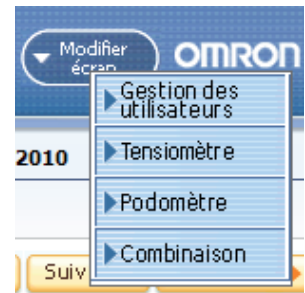 Modifier
écran
OMRON
Gestion des
utilisateurs
2010
Tensiomètre
Podomètre
Combinaison
Suiv